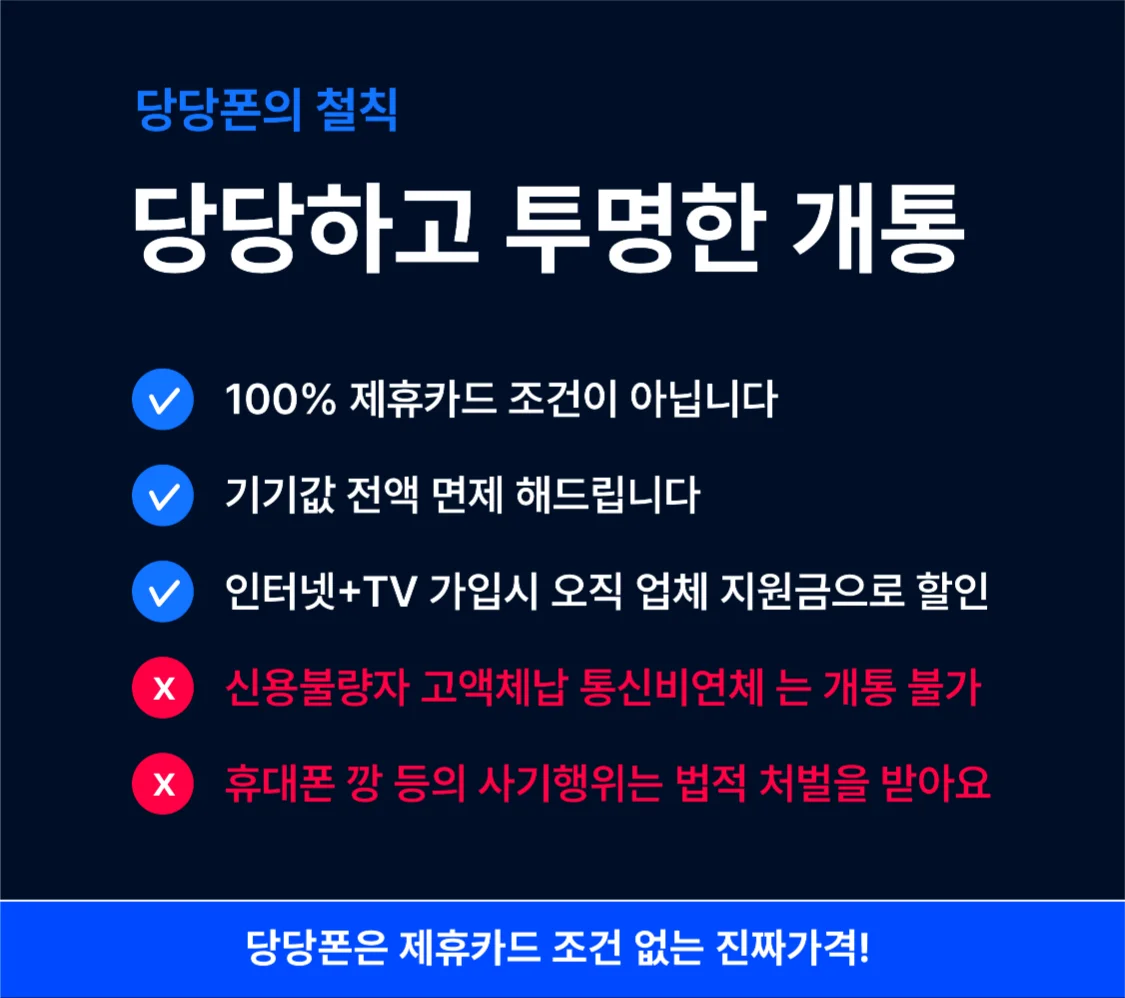 당당폰의 철칙
당당하고 투명한 개통
100% 제휴카드 조건이 아닙니다
기기값 전액 면제 해드립니다
인터넷+TV 가입시 오직 업체 지원금으로 할인
X 신용불량자 고액체납 통신비연체 는 개통 불가
X 휴대폰 깡 등의 사기행위는 법적 처벌을 받아요
당당폰은 제휴카드 조건 없는 진짜가격!